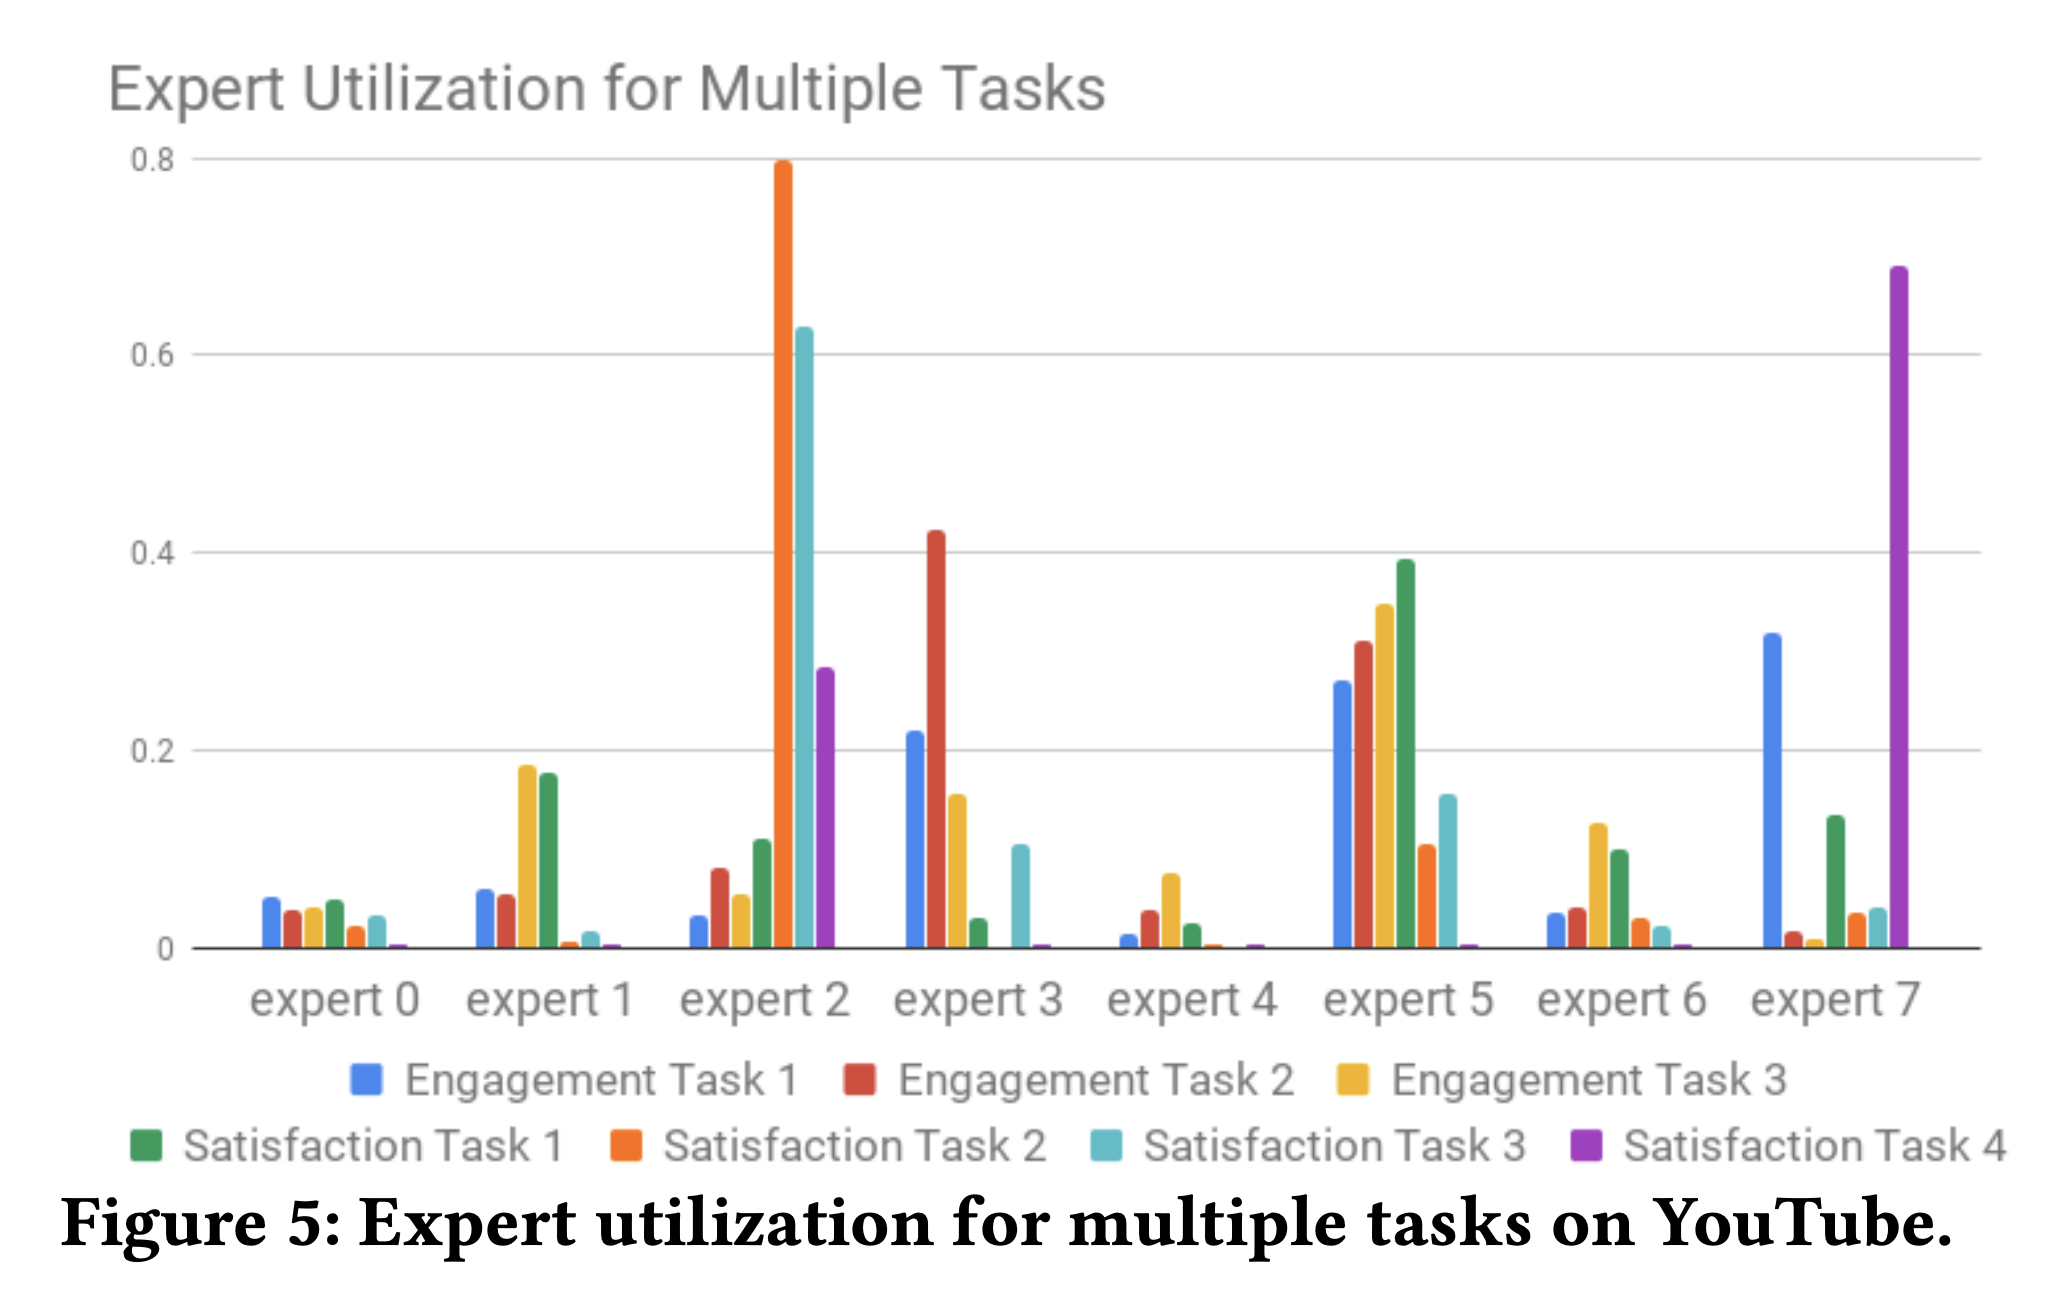 Expert Utilization for Multiple Tasks
0.8
0.6
0.4
0.2
0
expert 0 expert 1 expert 2 expert 3 expert 4 expert 5 expert 6 expert 7
Engagement Task 1 Engagement Task 2 Engagement Task 3
Satisfaction Task 1 Satisfaction Task 2 Satisfaction Task 3 Satisfaction Task 4
Figure 5: Expert utilization for multiple tasks on YouTube.